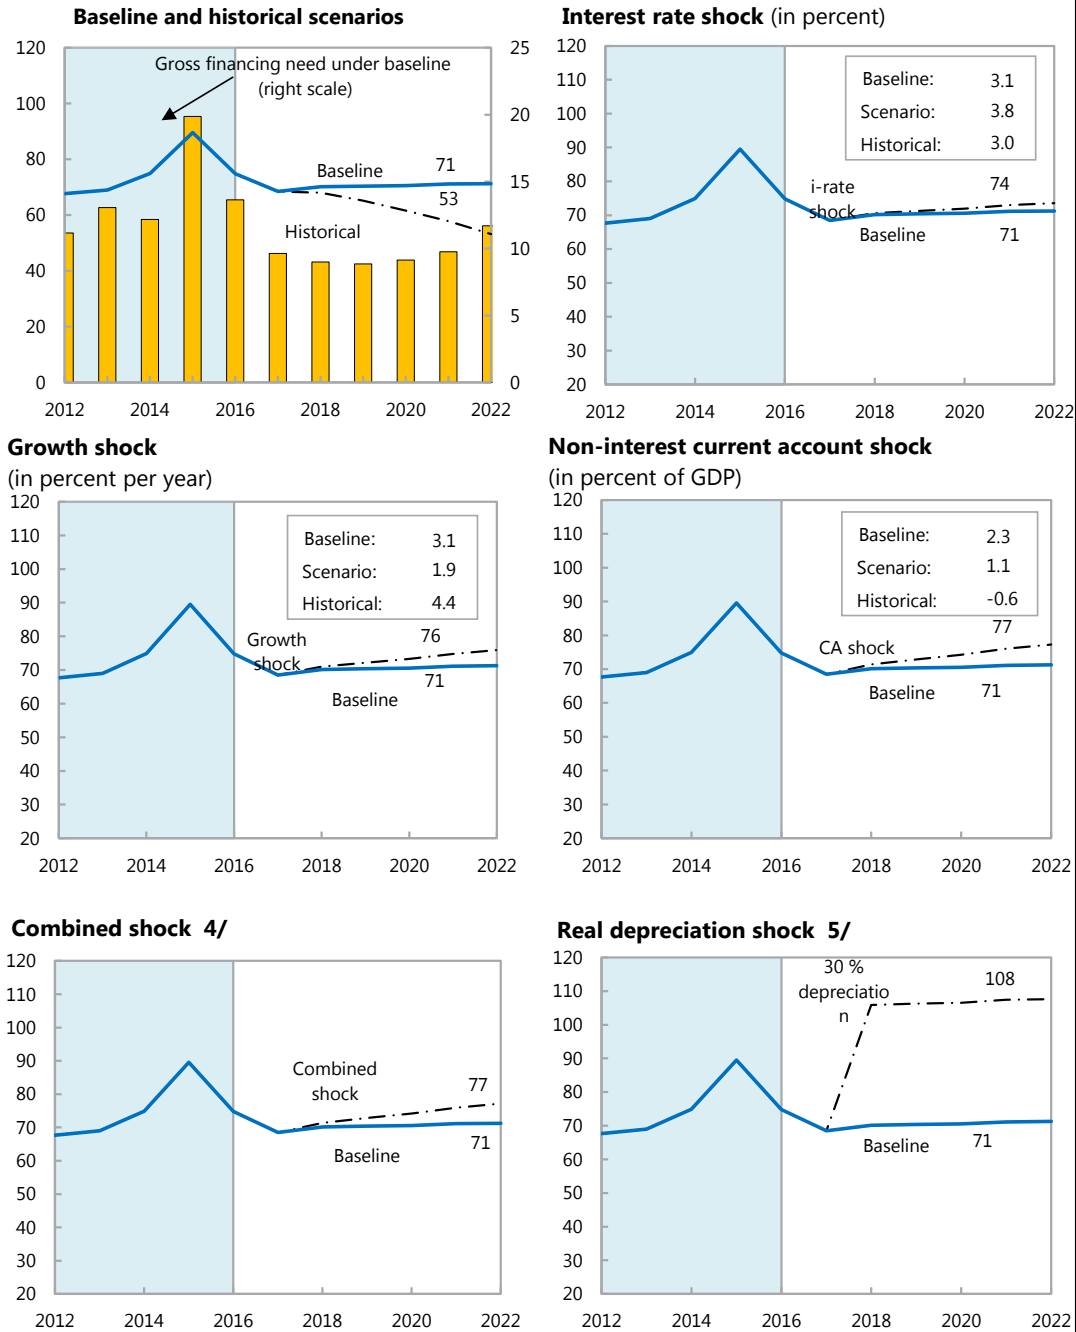 Baseline and historical scenarios
120
100
80
60
40
20
0
25
20
15
10
5
0
Gross financing need under baseline
(right scale)
Baseline
71
53
Historical
2012 2014 2016 2018 2020 2022
Interest rate shock (in percent)
120
110
100
90
80
70
60
50
40
30
20
Baseline: 3.1
Scenario: 3.8
Historical: 3.0
i-rate
shock
74
Baseline
71
2012 2014 2016 2018 2020 2022
Growth shock
(in percent per year)
120
110
100
90
80
70
60
50
40
30
20
Baseline: 3.1
Scenario: 1.9
Historical: 4.4
Growth
shock
76
71
Baseline
2012 2014 2016 2018 2020 2022
Non-interest current account shock
(in percent of GDP)
120
110
100
90
80
70
60
50
40
30
20
Baseline: 2.3
Scenario: 1.1
Historical: -0.6
77
CA shock
Baseline
71
2012 2014 2016 2018 2020 2022
Combined shock 4/
120
110
100
90
80
70
60
50
40
30
20
Combined
shock
77
Baseline
71
2012 2014 2016 2018 2020 2022
Real depreciation shock 5/
120
110
100
90
80
70
60
50
40
30
20
30 %
depreciatio
n
108
Baseline
71
2012 2014 2016 2018 2020 2022